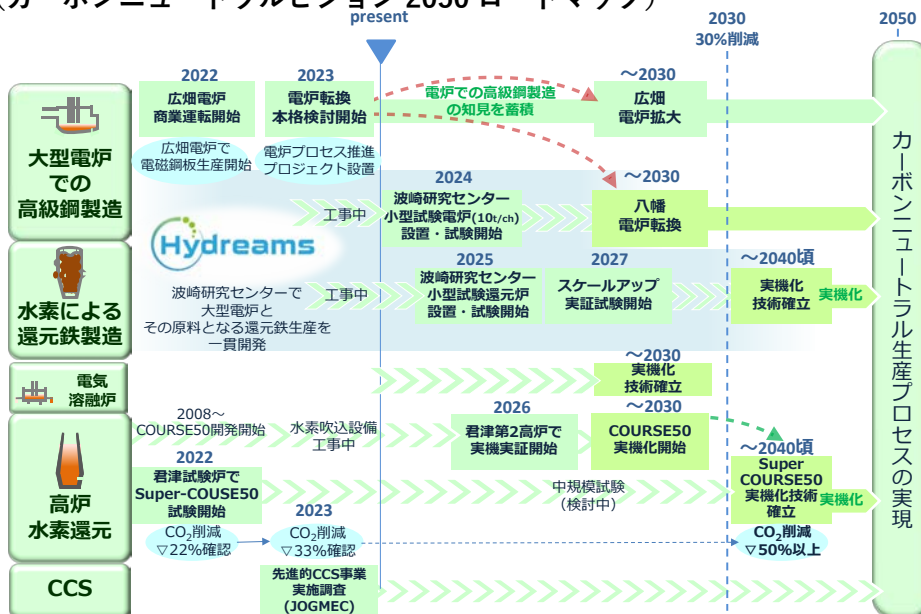 (カーボンニュートラルビジョン 2050 ロードマップ)
present
2030
30%削減
2050
大型電炉
での
高級鋼製造
2022
広畑電炉
商業運転開始
2023
電炉転換
本格検討開始
電炉での高級鋼製造
の知見を蓄積
～2030
広畑
電炉拡大
広畑電炉で
電磁鋼板生産開始
電炉プロセス推進
プロジェクト設置
工事中
2024
波崎研究センター
小型試験電炉(10t/ch)
設置・試験開始
～2030
八幡
電炉転換
Hydreams
水素による
還元鉄製造
波崎研究センターで
大型電炉と
その原料となる還元鉄生産を
一貫開発
工事中
2025
波崎研究センター
小型試験還元炉
設置・試験開始
2027
スケールアップ
実証試験開始
～2040頃
実機化
技術確立
実機化
電気
溶融炉
～2030
実機化
技術確立
高炉
水素還元
2008～
COURSE50開発開始
水素吹込設備
工事中
2026
君津第2高炉で
実機実証開始
～2030
COURSE50
実機化開始
2022
君津試験炉で
Super-COUSE50
試験開始
中規模試験
(検討中)
～2040頃
Super
COURSE50
実機化技術
確立
実機化
CO2削減
▽22%確認
2023
CO2削減
▽33%確認
CO2削減
▽50%以上
CCS
先進的CCS事業
実施調査
(JOGMEC)
カーボンニュートラル生産プロセスの実現